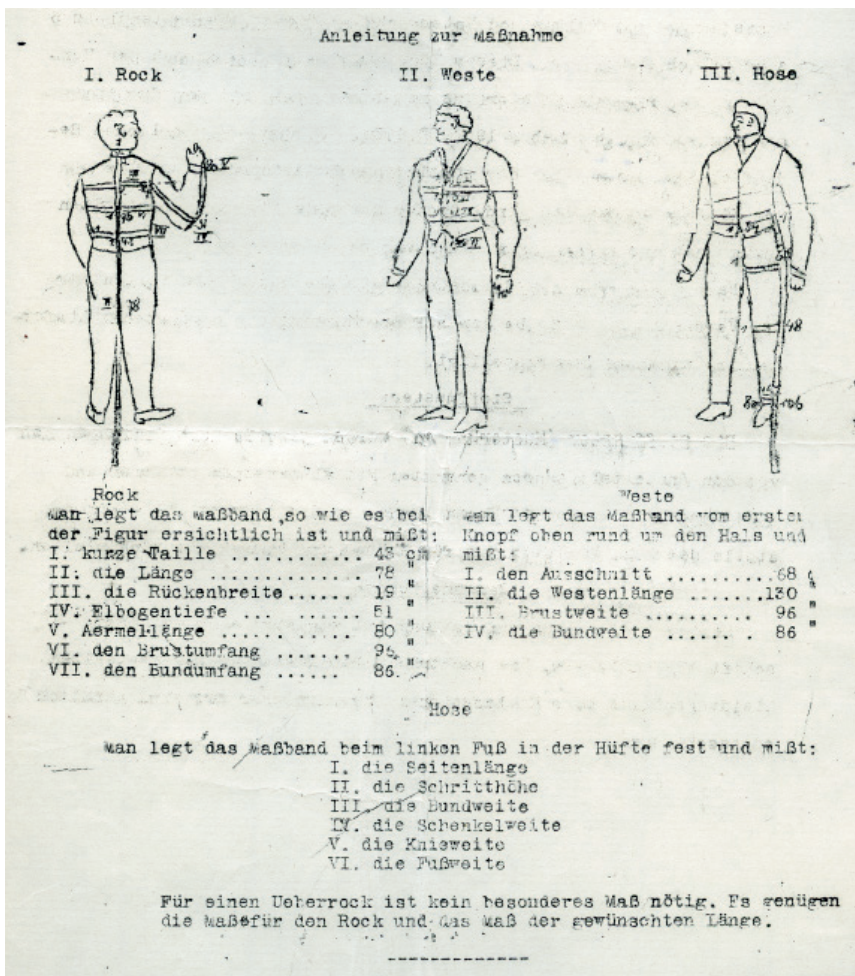 Anleitung zur Maßnahme
I. Rock
II. Weste
III. Hose
Rock
Man legt das Maßband so wie es bei
der Figur ersichtlich ist und mißt:
I. kurze Taille ............... 43 cm
II. die Länge ................ 78 "
III. die Rückenbreite ........ 19 "
IV. Elbogentiefe ... ........ 51 "
V. Aermellänge ............. 80 "
VI. den Brustumfang ....... 96 "
VII. den Bundumfang ...... 86 "
Weste
Man legt das Maßband vom ersten
Knopf oben rund um den Hals und
mißt:
I. den Ausschnitt ......... 68
II. die Westenlänge .......130 "
III. Brustweite ......... 96 "
IV. die Bundweite ....... 86 "
Hose
Man legt das Maßband beim linken Fuß in der Hüfte fest und mißt:
I. die Seitenlänge
II. die Schritthöhe
III. die Bundweite
IV. die Schenkelweite
V. die Knieweite
VI. die Fußweite
Für einen Ueberrock ist kein besonderes Maß nötig. Es genügen
die Maßefür den Rock und das Maß der gewünschten Länge.
--------------